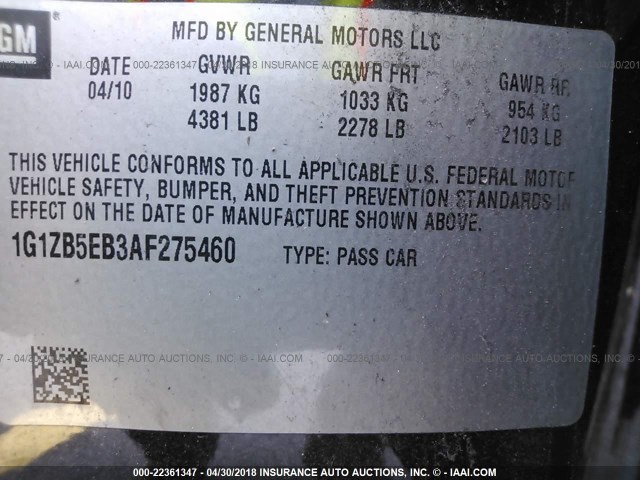 GM
MFD BY GENERAL MOTORS LLC
DATE GVWR GAWR FRT GAWR RR
04/10 1987 KG 1033 KG 954 KG
4381 LB 2278 LB 2103 LB
THIS VEHICLE CONFORMS TO ALL APPLICABLE U.S. FEDERAL MOTOR
VEHICLE SAFETY, BUMPER, AND THEFT PREVENTION STANDARDS IN
EFFECT ON THE DATE OF MANUFACTURE SHOWN ABOVE.
1G1ZB5EB3AF275460 TYPE: PASS CAR
000-22361347 - 04/30/2018 INSURANCE AUTO AUCTIONS, INC. © - IAAI.COM